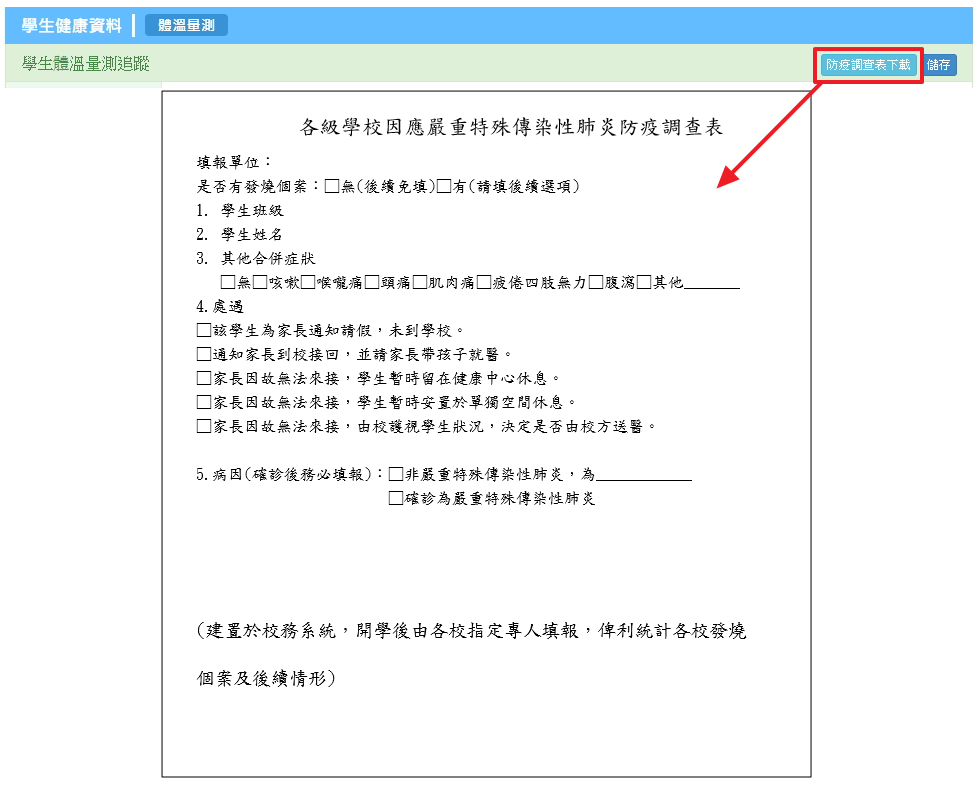 學生健康資料 體溫量測
學生體溫量測追蹤 防疫調查表下載 儲存
各級學校因應嚴重特殊傳染性肺炎防疫調查表
填報單位：
是否有發燒個案：□無(後續免填)□有(請填後續選項)
1. 學生班級
2. 學生姓名
3. 其他合併症狀
□無□咳嗽□喉嚨痛□頭痛□肌肉痛□疲倦四肢無力□腹瀉□其他_______
4.處遇
□該學生為家長通知請假，未到學校。
□通知家長到校接回，並請家長帶孩子就醫。
□家長因故無法來接，學生暫時留在健康中心休息。
□家長因故無法來接，學生暫時安置於單獨空間休息。
□家長因故無法來接，由校護視學生狀況，決定是否由校方送醫。
5.病因(確診後務必填報)：□非嚴重特殊傳染性肺炎，為____________
□確診為嚴重特殊傳染性肺炎
(建置於校務系統，開學後由各校指定專人填報，俾利統計各校發燒
個案及後續情形)